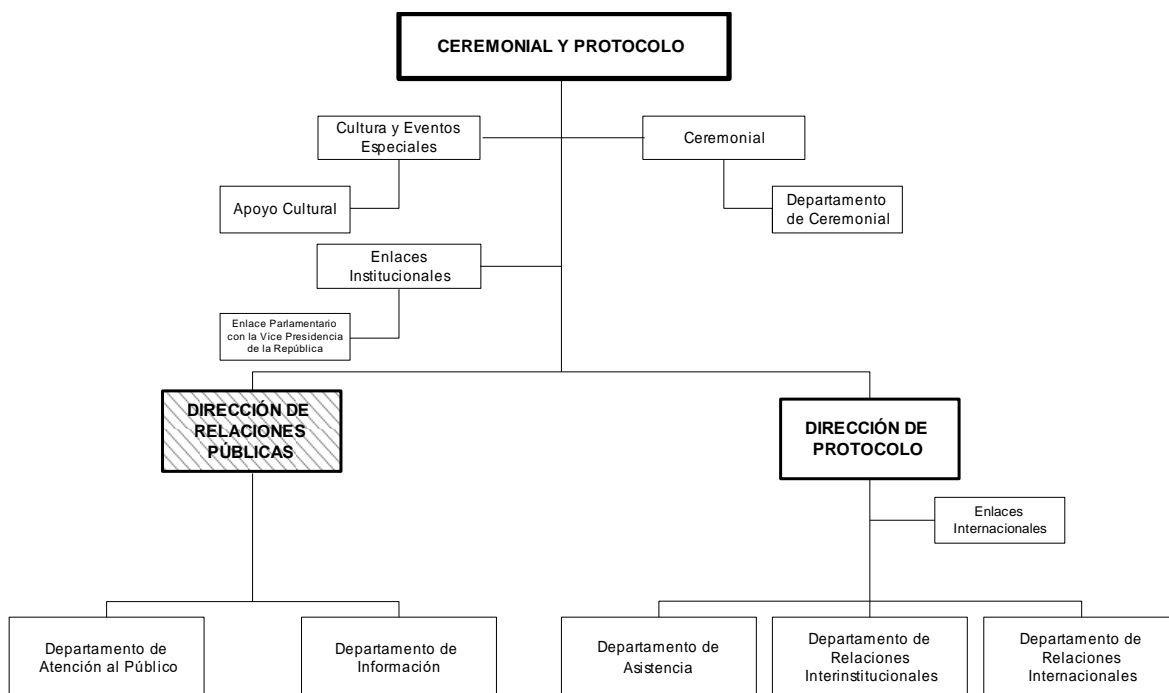 CEREMONIAL Y PROTOCOLO
Cultura y Eventos
Especiales
Ceremonial
Apoyo Cultural
Departamento
de Ceremonial
Enlaces
Institucionales
Enlace Parlamentario
con la Vice Presidencia
de la República
DIRECCIÓN DE
RELACIONES
PÚBLICAS
DIRECCIÓN DE
PROTOCOLO
Enlaces
Internacionales
Departamento de
Atención al Público
Departamento de
Información
Departamento de
Asistencia
Departamento de
Relaciones
Interinstitucionales
Departamento de
Relaciones
Internacionales